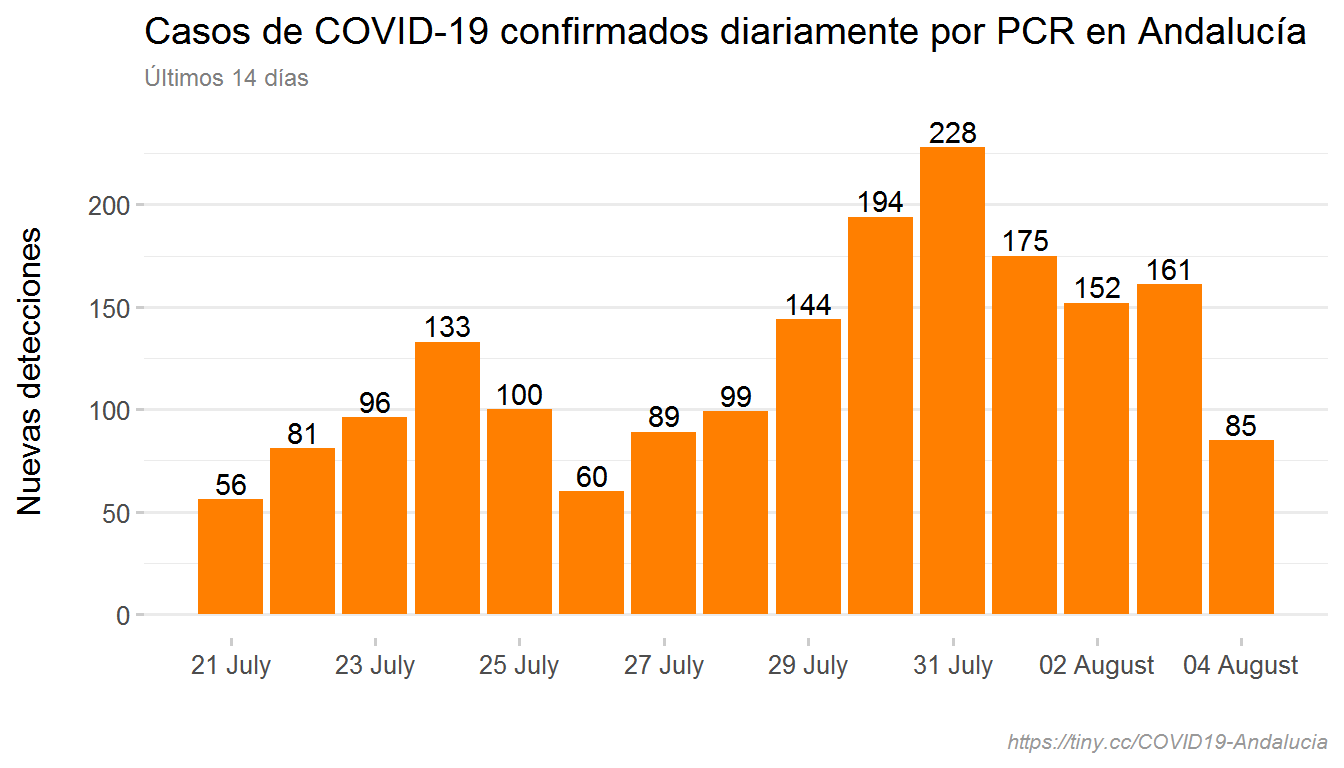 Casos de COVID-19 confirmados diariamente por PCR en Andalucía
Últimos 14 días
Nuevas detecciones
200
150
100
50
0
56
81
96
133
100
60
89
99
144
194
228
175
152
161
85
21 July
23 July
25 July
27 July
29 July
31 July
02 August
04 August
https://tiny.cc/COVID19-Andalucia